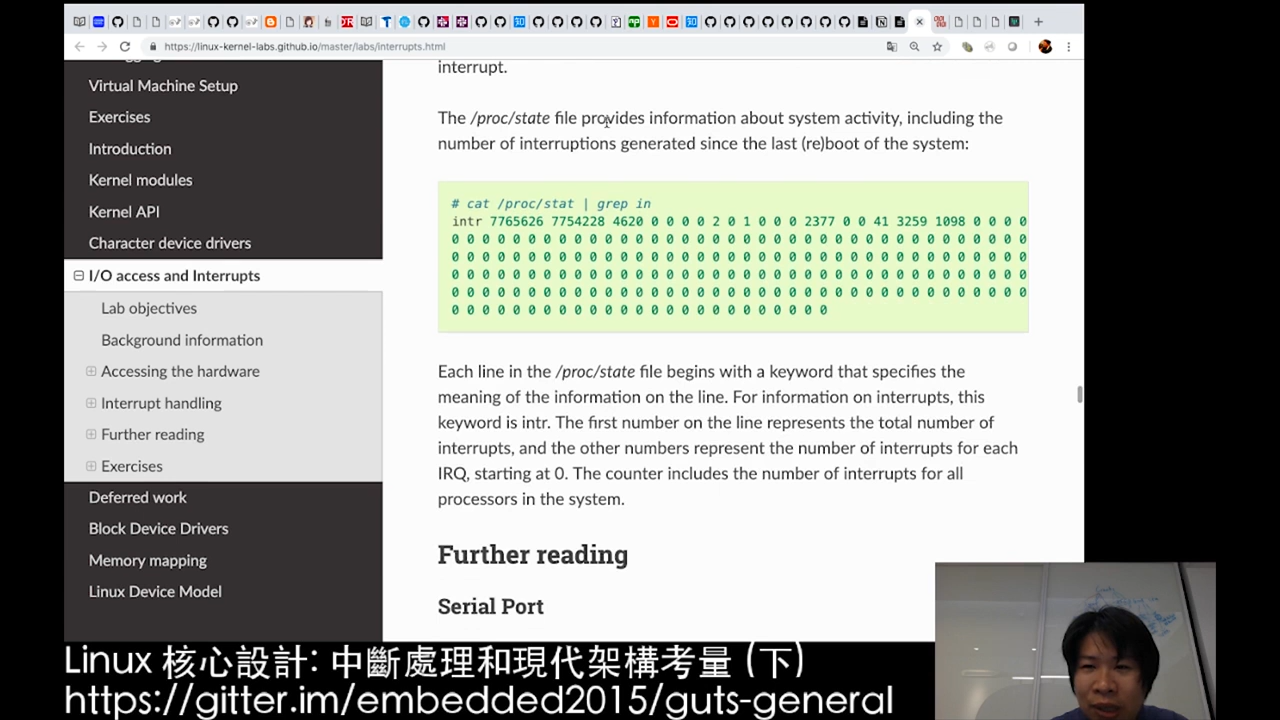 https://linux-kernel-labs.github.io/master/labs/interrupts.html
Virtual Machine Setup
Exercises
Introduction
Kernel modules
Kernel API
Character device drivers
I/O access and Interrupts
Lab objectives
Background information
Accessing the hardware
Interrupt handling
Further reading
Exercises
Deferred work
Block Device Drivers
Memory mapping
Linux Device Model
interrupt.
The /proc/state file provides information about system activity, including the
number of interruptions generated since the last (re)boot of the system:
# cat /proc/stat | grep in
intr 7765626 7754228 4620 0 0 0 0 2 0 1 0 0 0 2377 0 0 41 3259 1098 0 0 0 0
0 0 0 0 0 0 0 0 0 0 0 0 0 0 0 0 0 0 0 0 0 0 0 0 0 0 0 0 0 0 0 0 0 0 0 0 0 0 0 0 0
0 0 0 0 0 0 0 0 0 0 0 0 0 0 0 0 0 0 0 0 0 0 0 0 0 0 0 0 0 0 0 0 0 0 0 0 0 0 0 0 0
0 0 0 0 0 0 0 0 0 0 0 0 0 0 0 0 0 0 0 0 0 0 0 0 0 0 0 0 0 0 0 0 0 0 0 0 0 0 0 0 0
0 0 0 0 0 0 0 0 0 0 0 0 0 0 0 0 0 0 0 0 0 0 0 0 0 0 0 0 0 0 0 0 0 0 0 0 0 0 0 0 0
0 0 0 0 0 0 0 0 0 0 0 0 0 0 0 0 0 0 0 0 0 0 0 0 0 0
Each line in the /proc/state file begins with a keyword that specifies the
meaning of the information on the line. For information on interrupts, this
keyword is intr. The first number on the line represents the total number of
interrupts, and the other numbers represent the number of interrupts for each
IRQ, starting at 0. The counter includes the number of interrupts for all
processors in the system.
Further reading
Serial Port
Linux 核心設計: 中斷處理和現代架構考量 (下)
https://gitter.im/embedded2015/guts-general